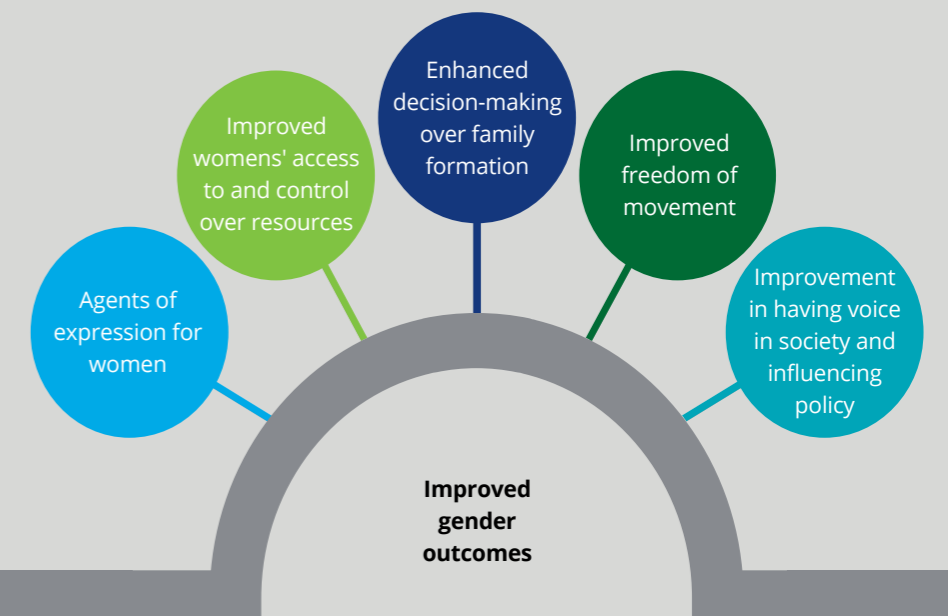 Agents of
expression for
women
Improved
womens' access
to and control
over resources
Enhanced
decision-making
over family
formation
Improved
freedom of
movement
Improvement
in having voice
in society and
influencing
policy
Improved
gender
outcomes